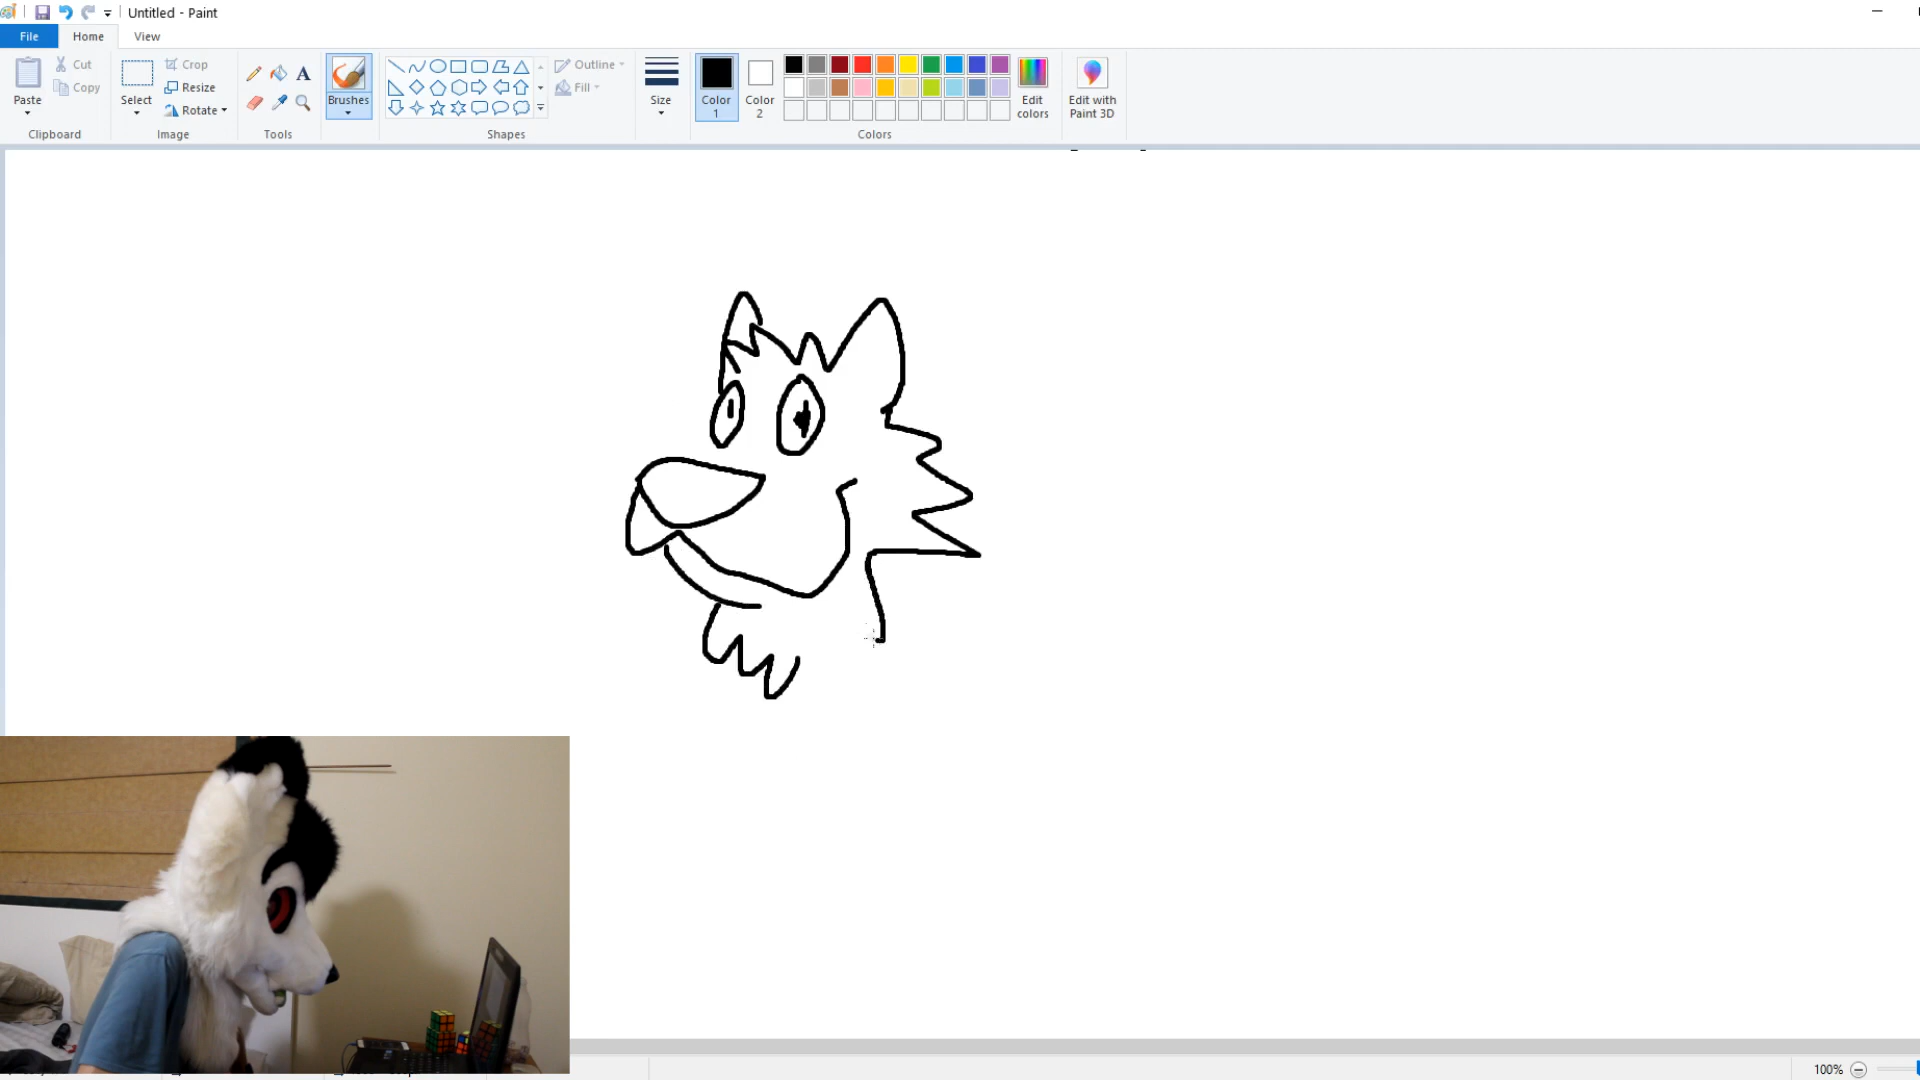 Untitled - Paint
File Home View
Paste
Cut
Copy
Clipboard
Select
Crop
Resize
Rotate
Image
A
Tools
Brushes
Outline
Fill
Shapes
Size
Color 1
Color 2
Edit colors
Colors
Edit with Paint 3D
100%